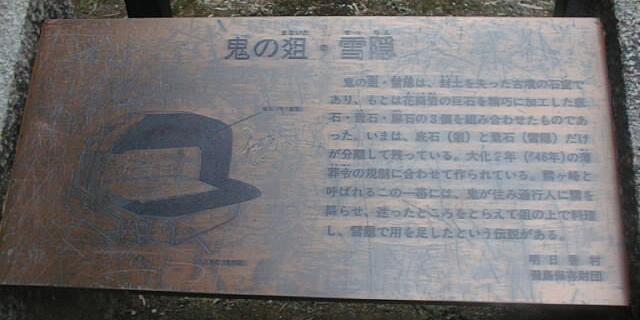 鬼の俎・雪隠
鬼の俎・雪隠は、封土を失った古墳の石室で
あり、もとは花崗岩の巨石を精巧に加工した底
石・蓋石・扉石の3個を組み合わせたものであ
った。いまは、底石（俎）と蓋石（雪隠）だけ
が分離して残っている。大化2年（646年）の薄
葬令の規制に合わせて作られている。霧ヶ峰と
呼ばれるこの一帯には、鬼が住み通行人に霧を
降らせ、迷ったところをとらえて俎の上で料理
し、雪隠で用を足したという伝説がある。
明日香村
飛鳥保存財団